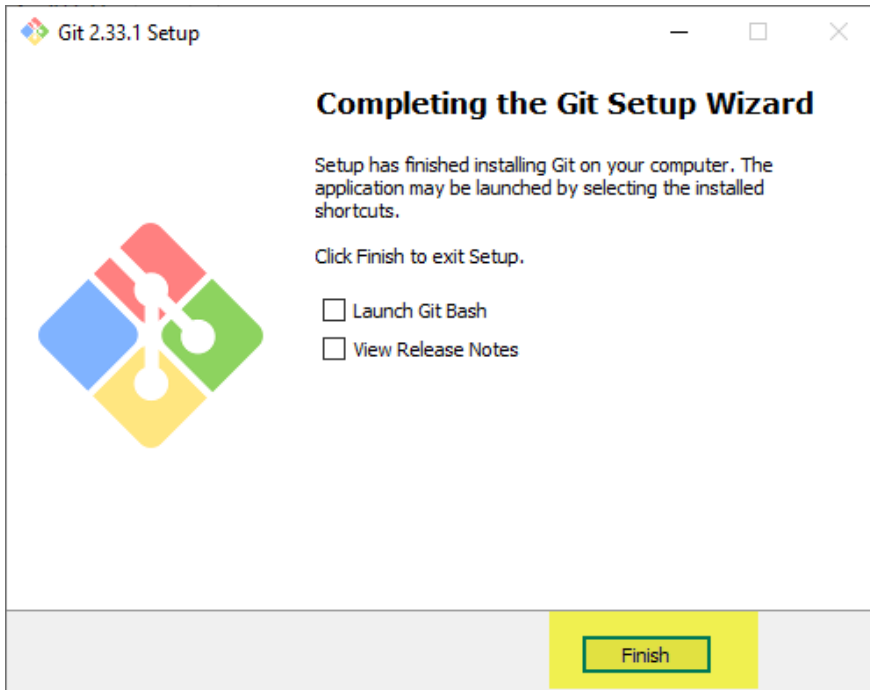 Git 2.33.1 Setup
Completing the Git Setup Wizard
Setup has finished installing Git on your computer. The
application may be launched by selecting the installed
shortcuts.
Click Finish to exit Setup.
Launch Git Bash
View Release Notes
Finish